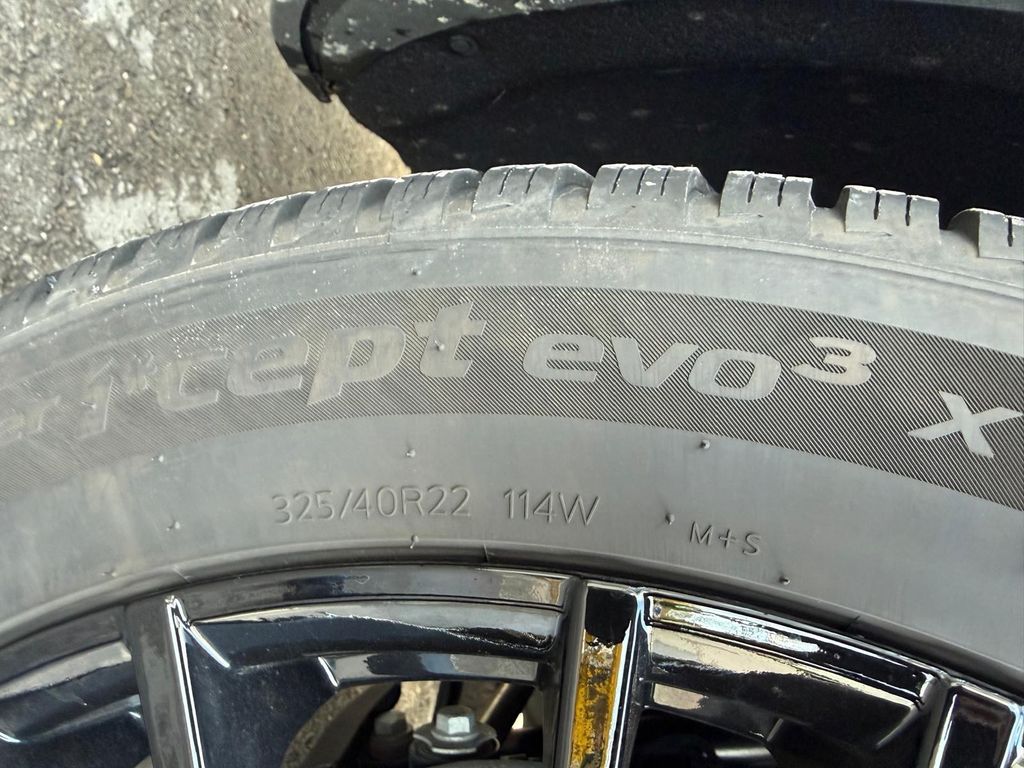 i*cept evo³ x
325/40R22 114W M+S